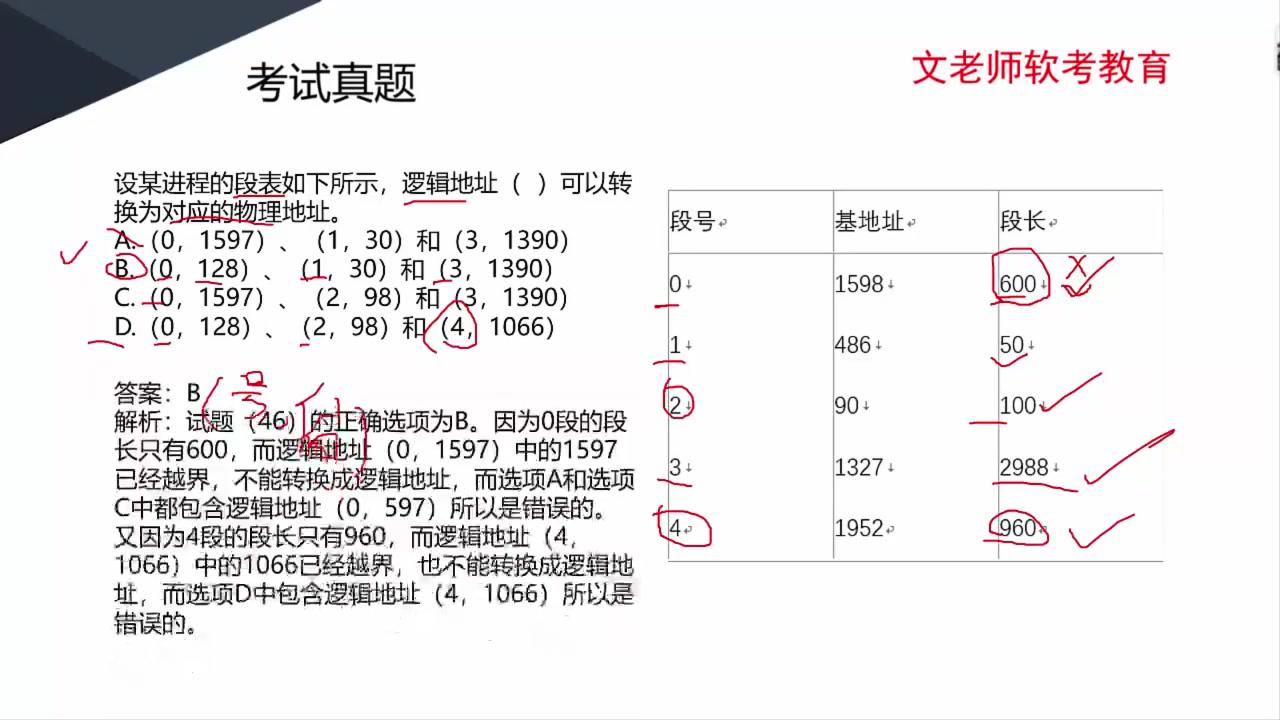 考试真题
文老师软考教育
设某进程的段表如下所示，逻辑地址（ ）可以转
换为对应的物理地址。
A.（0，1597）、（1，30）和（3，1390）
B.（0，128）、（1，30）和（3，1390）
C.（0，1597）、（2，98）和（3，1390）
D.（0，128）、（2，98）和（4，1066）
答案：B
解析：试题（46）的正确选项为B。因为0段的段
长只有600，而逻辑地址（0，1597）中的1597
已经越界，不能转换成逻辑地址，而选项A和选项
C中都包含逻辑地址（0，597）所以是错误的。
又因为4段的段长只有960，而逻辑地址（4，
1066）中的1066已经越界，也不能转换成逻辑地
址，而选项D中包含逻辑地址（4，1066）所以是
错误的。
段号 基地址 段长
0 1598 600
1 486 50
2 90 100
3 1327 2988
4 1952 960